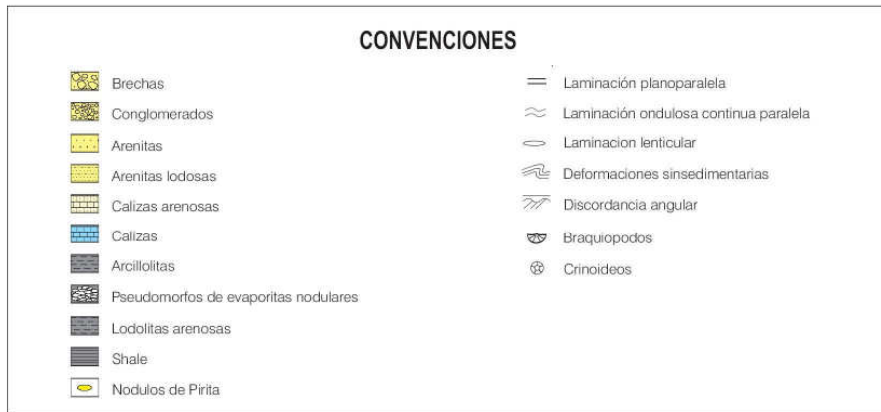 CONVENCIONES
Brechas
Conglomerados
Arenitas
Arenitas lodosas
Calizas arenosas
Calizas
Arcillolitas
Pseudomorfos de evaporitas nodulares
Lodolitas arenosas
Shale
Nodulos de Pirita
Laminación planoparalela
Laminación ondulosa continua paralela
Laminacion lenticular
Deformaciones sinsedimentarias
Discordancia angular
Braquiopodos
Crinoideos